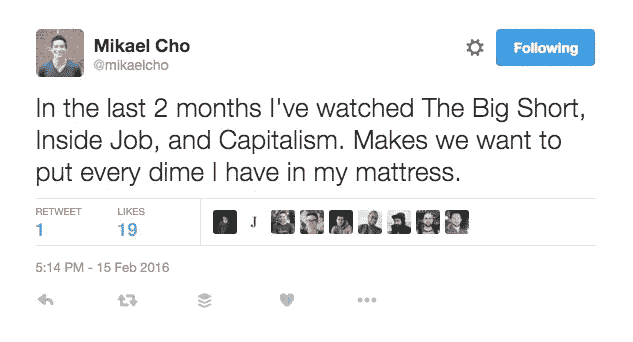 Mikael Cho
@mikaelcho
Following
In the last 2 months I've watched The Big Short,
Inside Job, and Capitalism. Makes we want to
put every dime I have in my mattress.
RETWEET LIKES
1 19
J
5:14 PM - 15 Feb 2016